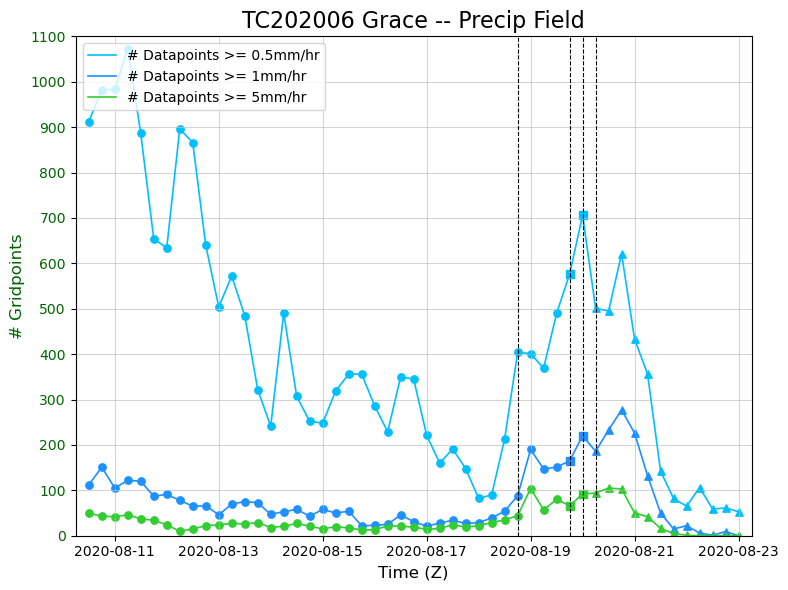 TC202006 Grace -- Precip Field
# Datapoints >= 0.5mm/hr
# Datapoints >= 1mm/hr
# Datapoints >= 5mm/hr
# Gridpoints
1100
1000
900
800
700
600
500
400
300
200
100
0
2020-08-11 2020-08-13 2020-08-15 2020-08-17 2020-08-19 2020-08-21 2020-08-23
Time (Z)